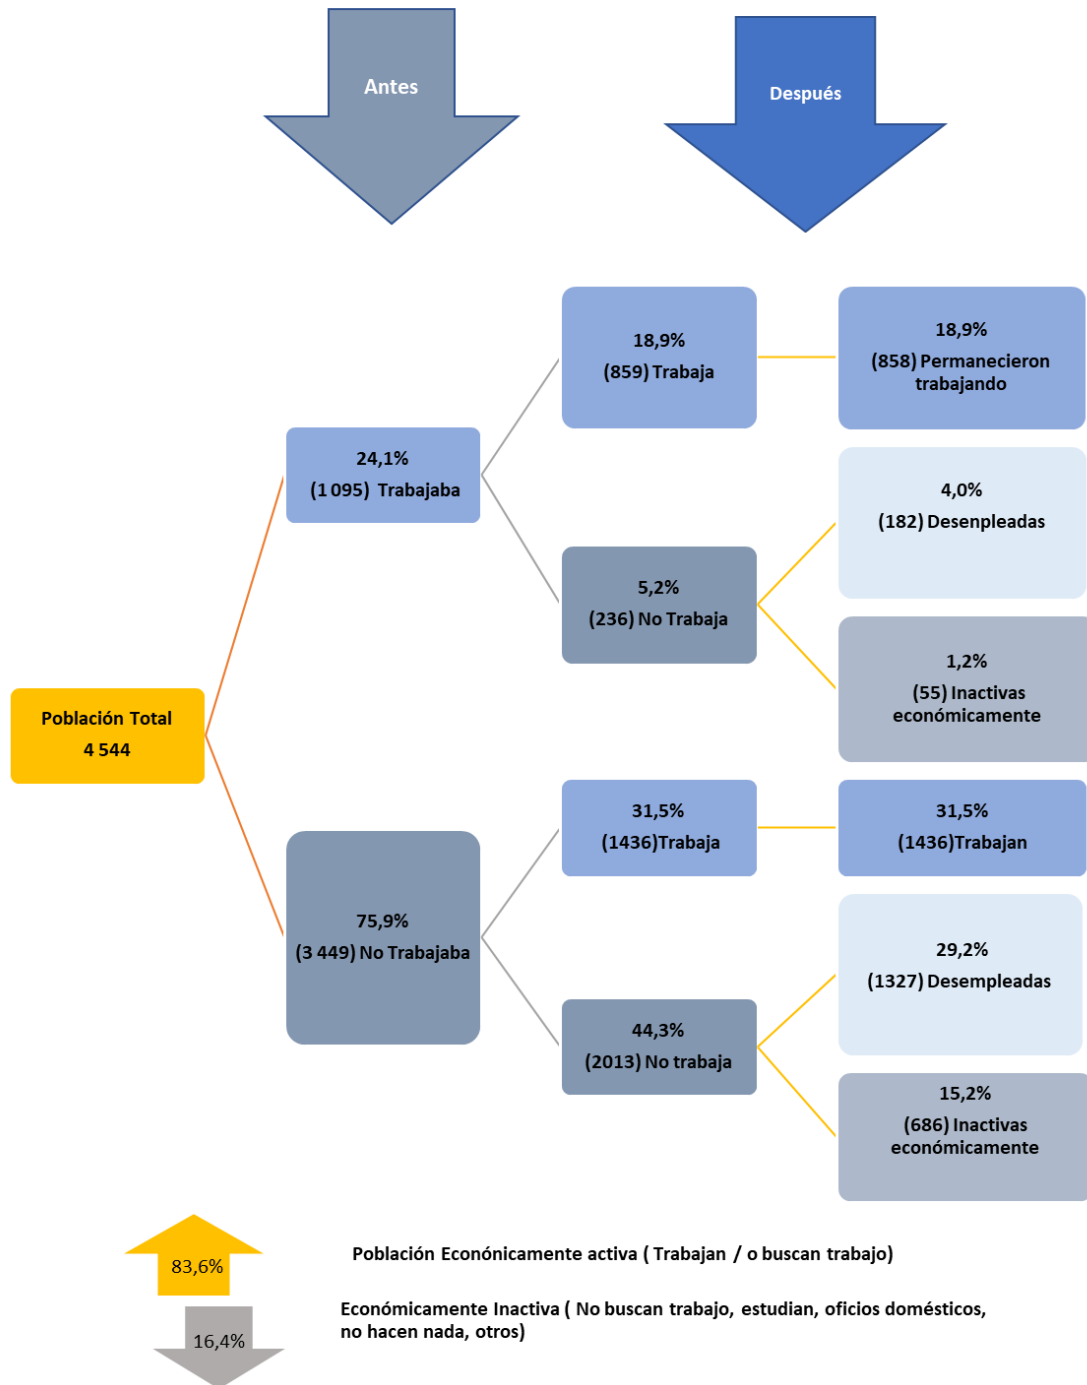 Antes
Después
18,9%
(859) Trabaja
18,9%
(858) Permanecieron
trabajando
24,1%
(1 095) Trabajaba
4,0%
(182) Desenpleadas
5,2%
(236) No Trabaja
1,2%
(55) Inactivas
económicamente
Población Total
4 544
31,5%
(1436)Trabaja
31,5%
(1436)Trabajan
75,9%
(3 449) No Trabajaba
29,2%
(1327) Desempleadas
44,3%
(2013) No trabaja
15,2%
(686) Inactivas
económicamente
83,6%
Población Econónicamente activa ( Trabajan / o buscan trabajo)
16,4%
Económicamente Inactiva ( No buscan trabajo, estudian, oficios domésticos,
no hacen nada, otros)